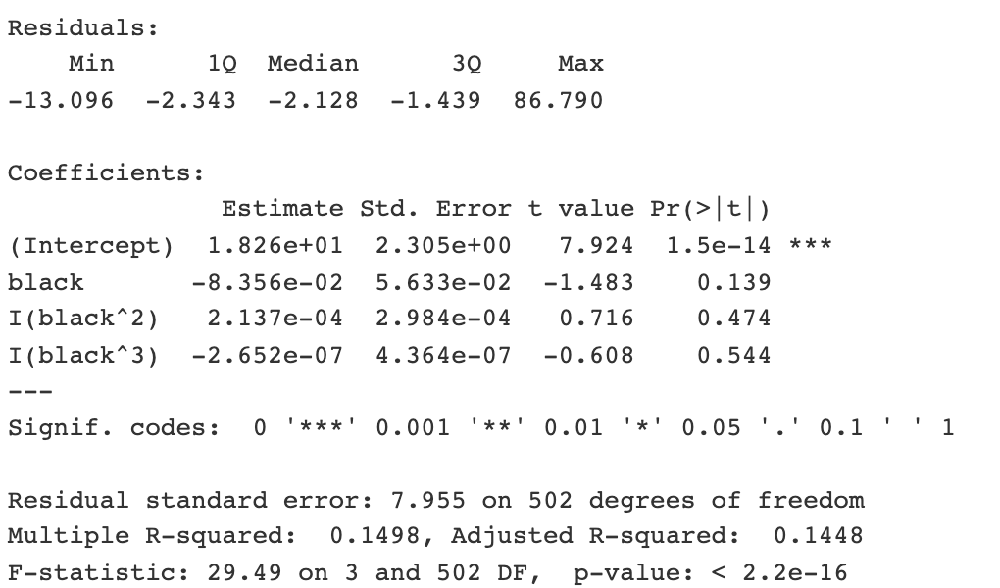 Residuals:
    Min      1Q  Median      3Q     Max
-13.096  -2.343  -2.128  -1.439  86.790

Coefficients:
              Estimate Std. Error t value Pr(>|t|)
(Intercept)  1.826e+01  2.305e+00   7.924  1.5e-14 ***
black       -8.356e-02  5.633e-02  -1.483    0.139
I(black^2)   2.137e-04  2.984e-04   0.716    0.474
I(black^3)  -2.652e-07  4.364e-07  -0.608    0.544
---
Signif. codes:  0 '***' 0.001 '**' 0.01 '*' 0.05 '.' 0.1 ' ' 1

Residual standard error: 7.955 on 502 degrees of freedom
Multiple R-squared:  0.1498, Adjusted R-squared:  0.1448
F-statistic: 29.49 on 3 and 502 DF,  p-value: < 2.2e-16